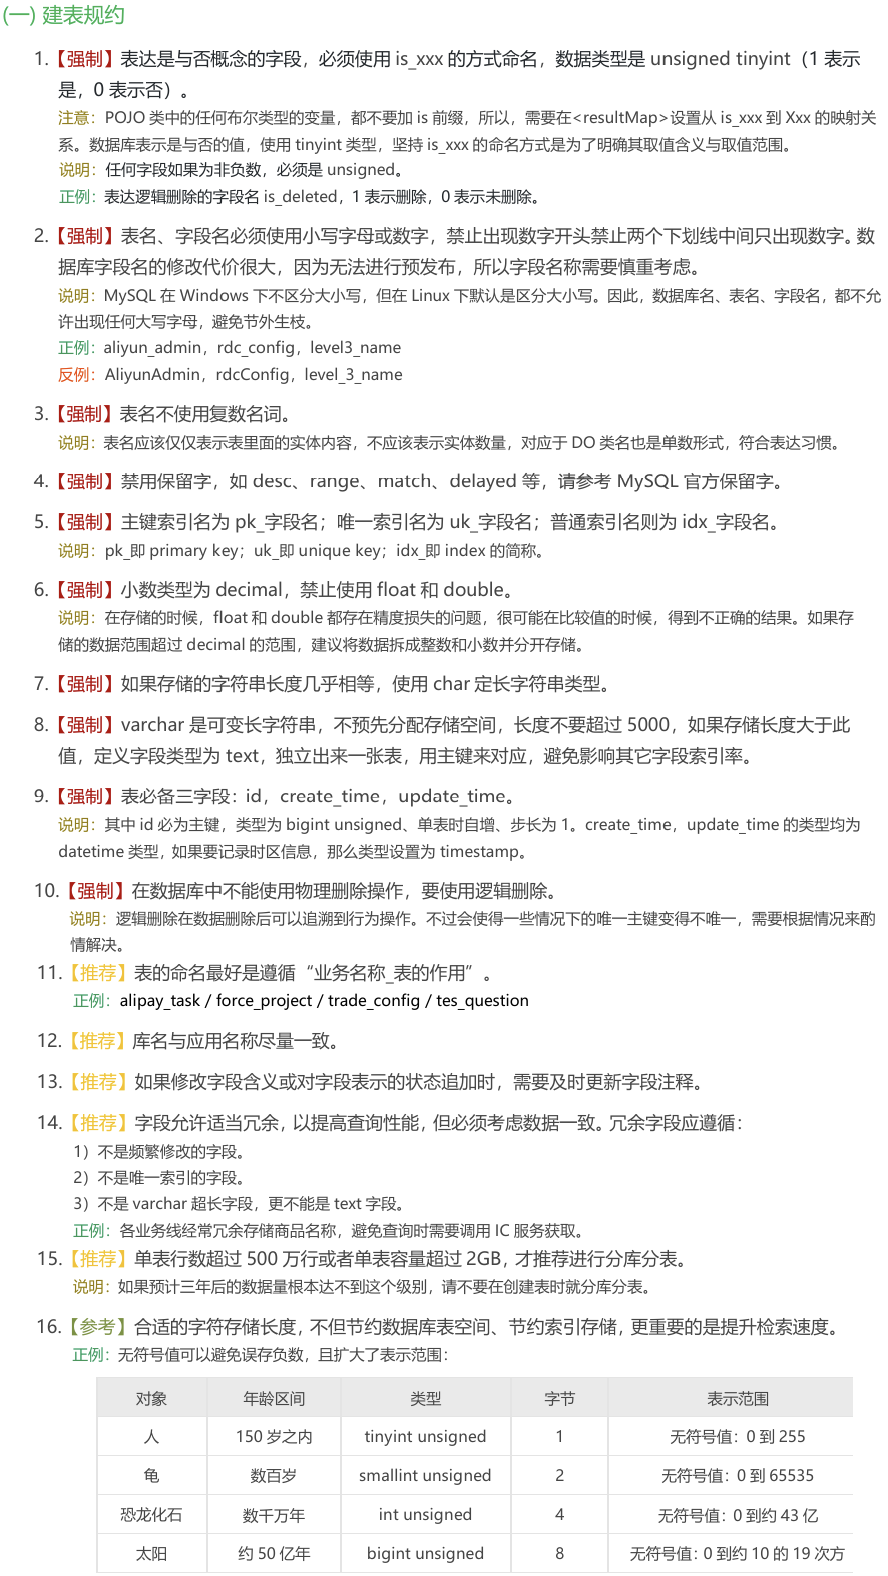 (一) 建表规约
1.【强制】表达是与否概念的字段，必须使用 is_xxx 的方式命名，数据类型是 unsigned tinyint（1 表示
是，0 表示否）。
注意：POJO 类中的任何布尔类型的变量，都不要加 is 前缀，所以，需要在<resultMap>设置从 is_xxx 到 Xxx 的映射关
系。数据库表示是与否的值，使用 tinyint 类型，坚持 is_xxx 的命名方式是为了明确其取值含义与取值范围。
说明：任何字段如果为非负数，必须是 unsigned。
正例：表达逻辑删除的字段名 is_deleted，1 表示删除，0 表示未删除。
2.【强制】表名、字段名必须使用小写字母或数字，禁止出现数字开头禁止两个下划线中间只出现数字。数
据库字段名的修改代价很大，因为无法进行预发布，所以字段名称需要慎重考虑。
说明：MySQL 在 Windows 下不区分大小写，但在 Linux 下默认是区分大小写。因此，数据库名、表名、字段名，都不允
许出现任何大写字母，避免节外生枝。
正例：aliyun_admin，rdc_config，level3_name
反例：AliyunAdmin，rdcConfig，level_3_name
3.【强制】表名不使用复数名词。
说明：表名应该仅仅表示表里面的实体内容，不应该表示实体数量，对应于 DO 类名也是单数形式，符合表达习惯。
4.【强制】禁用保留字，如 desc、range、match、delayed 等，请参考 MySQL 官方保留字。
5.【强制】主键索引名为 pk_字段名；唯一索引名为 uk_字段名；普通索引名则为 idx_字段名。
说明：pk_即 primary key；uk_即 unique key；idx_即 index 的简称。
6.【强制】小数类型为 decimal，禁止使用 float 和 double。
说明：在存储的时候，float 和 double 都存在精度损失的问题，很可能在比较值的时候，得到不正确的结果。如果存
储的数据范围超过 decimal 的范围，建议将数据拆成整数和小数并分开存储。
7.【强制】如果存储的字符串长度几乎相等，使用 char 定长字符串类型。
8.【强制】varchar 是可变长字符串，不预先分配存储空间，长度不要超过 5000，如果存储长度大于此
值，定义字段类型为 text，独立出来一张表，用主键来对应，避免影响其它字段索引率。
9.【强制】表必备三字段：id，create_time，update_time。
说明：其中 id 必为主键，类型为 bigint unsigned、单表时自增、步长为 1。create_time，update_time 的类型均为
datetime 类型，如果要记录时区信息，那么类型设置为 timestamp。
10.【强制】在数据库中不能使用物理删除操作，要使用逻辑删除。
说明：逻辑删除在数据删除后可以追溯到行为操作。不过会使得一些情况下的唯一主键变得不唯一，需要根据情况来酌
情解决。
11.【推荐】表的命名最好是遵循“业务名称_表的作用”。
正例：alipay_task / force_project / trade_config / tes_question
12.【推荐】库名与应用名称尽量一致。
13.【推荐】如果修改字段含义或对字段表示的状态追加时，需要及时更新字段注释。
14.【推荐】字段允许适当冗余，以提高查询性能，但必须考虑数据一致。冗余字段应遵循：
1）不是频繁修改的字段。
2）不是唯一索引的字段。
3）不是 varchar 超长字段，更不能是 text 字段。
正例：各业务线经常冗余存储商品名称，避免查询时需要调用 IC 服务获取。
15.【推荐】单表行数超过 500 万行或者单表容量超过 2GB，才推荐进行分库分表。
说明：如果预计三年后的数据量根本达不到这个级别，请不要在创建表时就分库分表。
16.【参考】合适的字符存储长度，不但节约数据库表空间、节约索引存储，更重要的是提升检索速度。
正例：无符号值可以避免误存负数，且扩大了表示范围：
对象 年龄区间 类型 字节 表示范围
人 150 岁之内 tinyint unsigned 1 无符号值：0 到 255
龟 数百岁 smallint unsigned 2 无符号值：0 到 65535
恐龙化石 数千万年 int unsigned 4 无符号值：0 到约 43 亿
太阳 约 50 亿年 bigint unsigned 8 无符号值：0 到约 10 的 19 次方